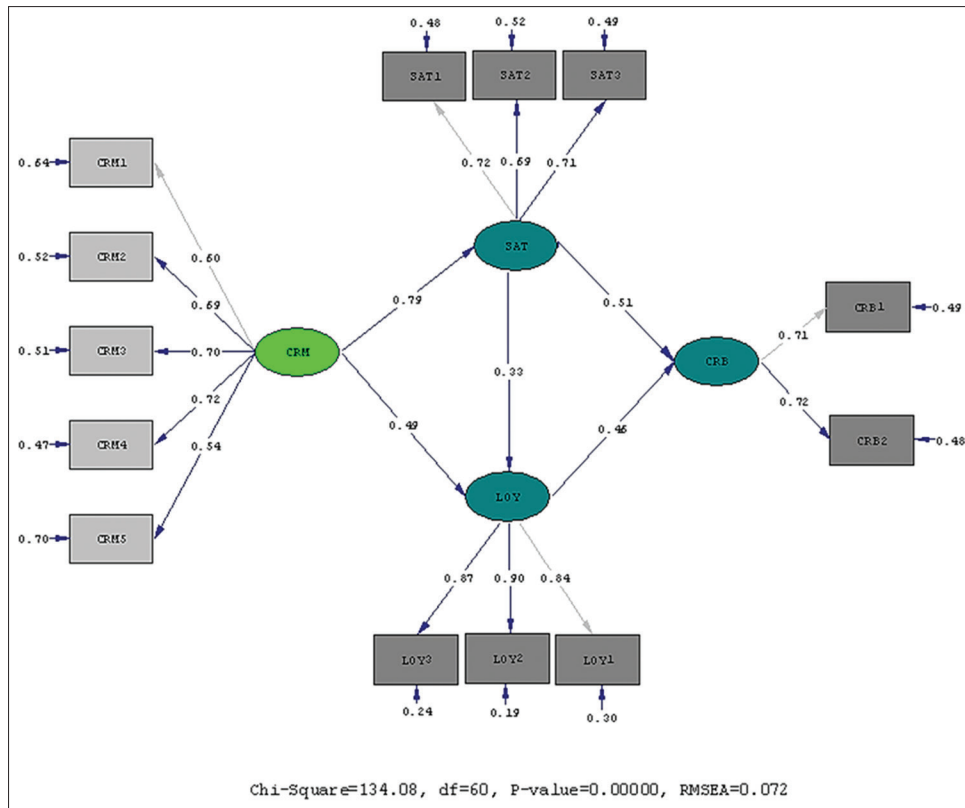 0.48
0.52
0.49
SAT1
SAT2
SAT3
0.72
0.69
0.71
0.64
CRM1
0.52
CRM2
0.51
CRM3
0.47
CRM4
0.70
CRM5
0.60
0.69
0.70
0.72
0.54
CRM
0.79
0.49
SAT
0.33
LOY
0.51
0.46
CRB
0.71
0.72
CRB1
0.49
CRB2
0.48
0.87
0.90
0.84
LOY3
LOY2
LOY1
0.24
0.19
0.30
Chi-Square=134.08, df=60, P-value=0.00000, RMSEA=0.072